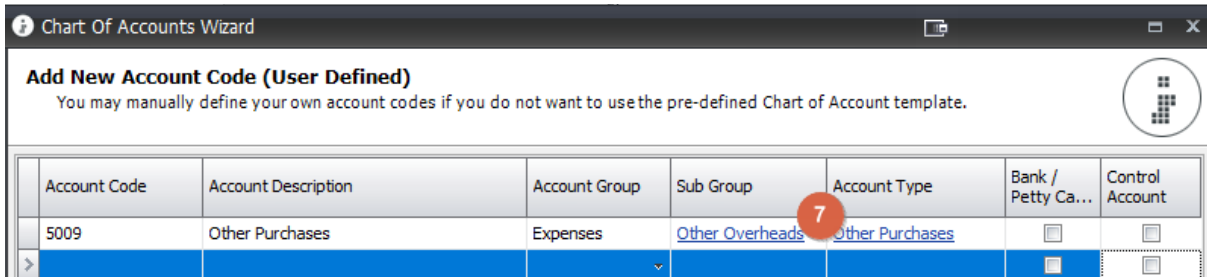 Chart Of Accounts Wizard
Add New Account Code (User Defined)
You may manually define your own account codes if you do not want to use the pre-defined Chart of Account template.
Account Code Account Description Account Group Sub Group Account Type Bank / Petty Ca... Control Account
7
5009 Other Purchases Expenses Other Overheads Other Purchases